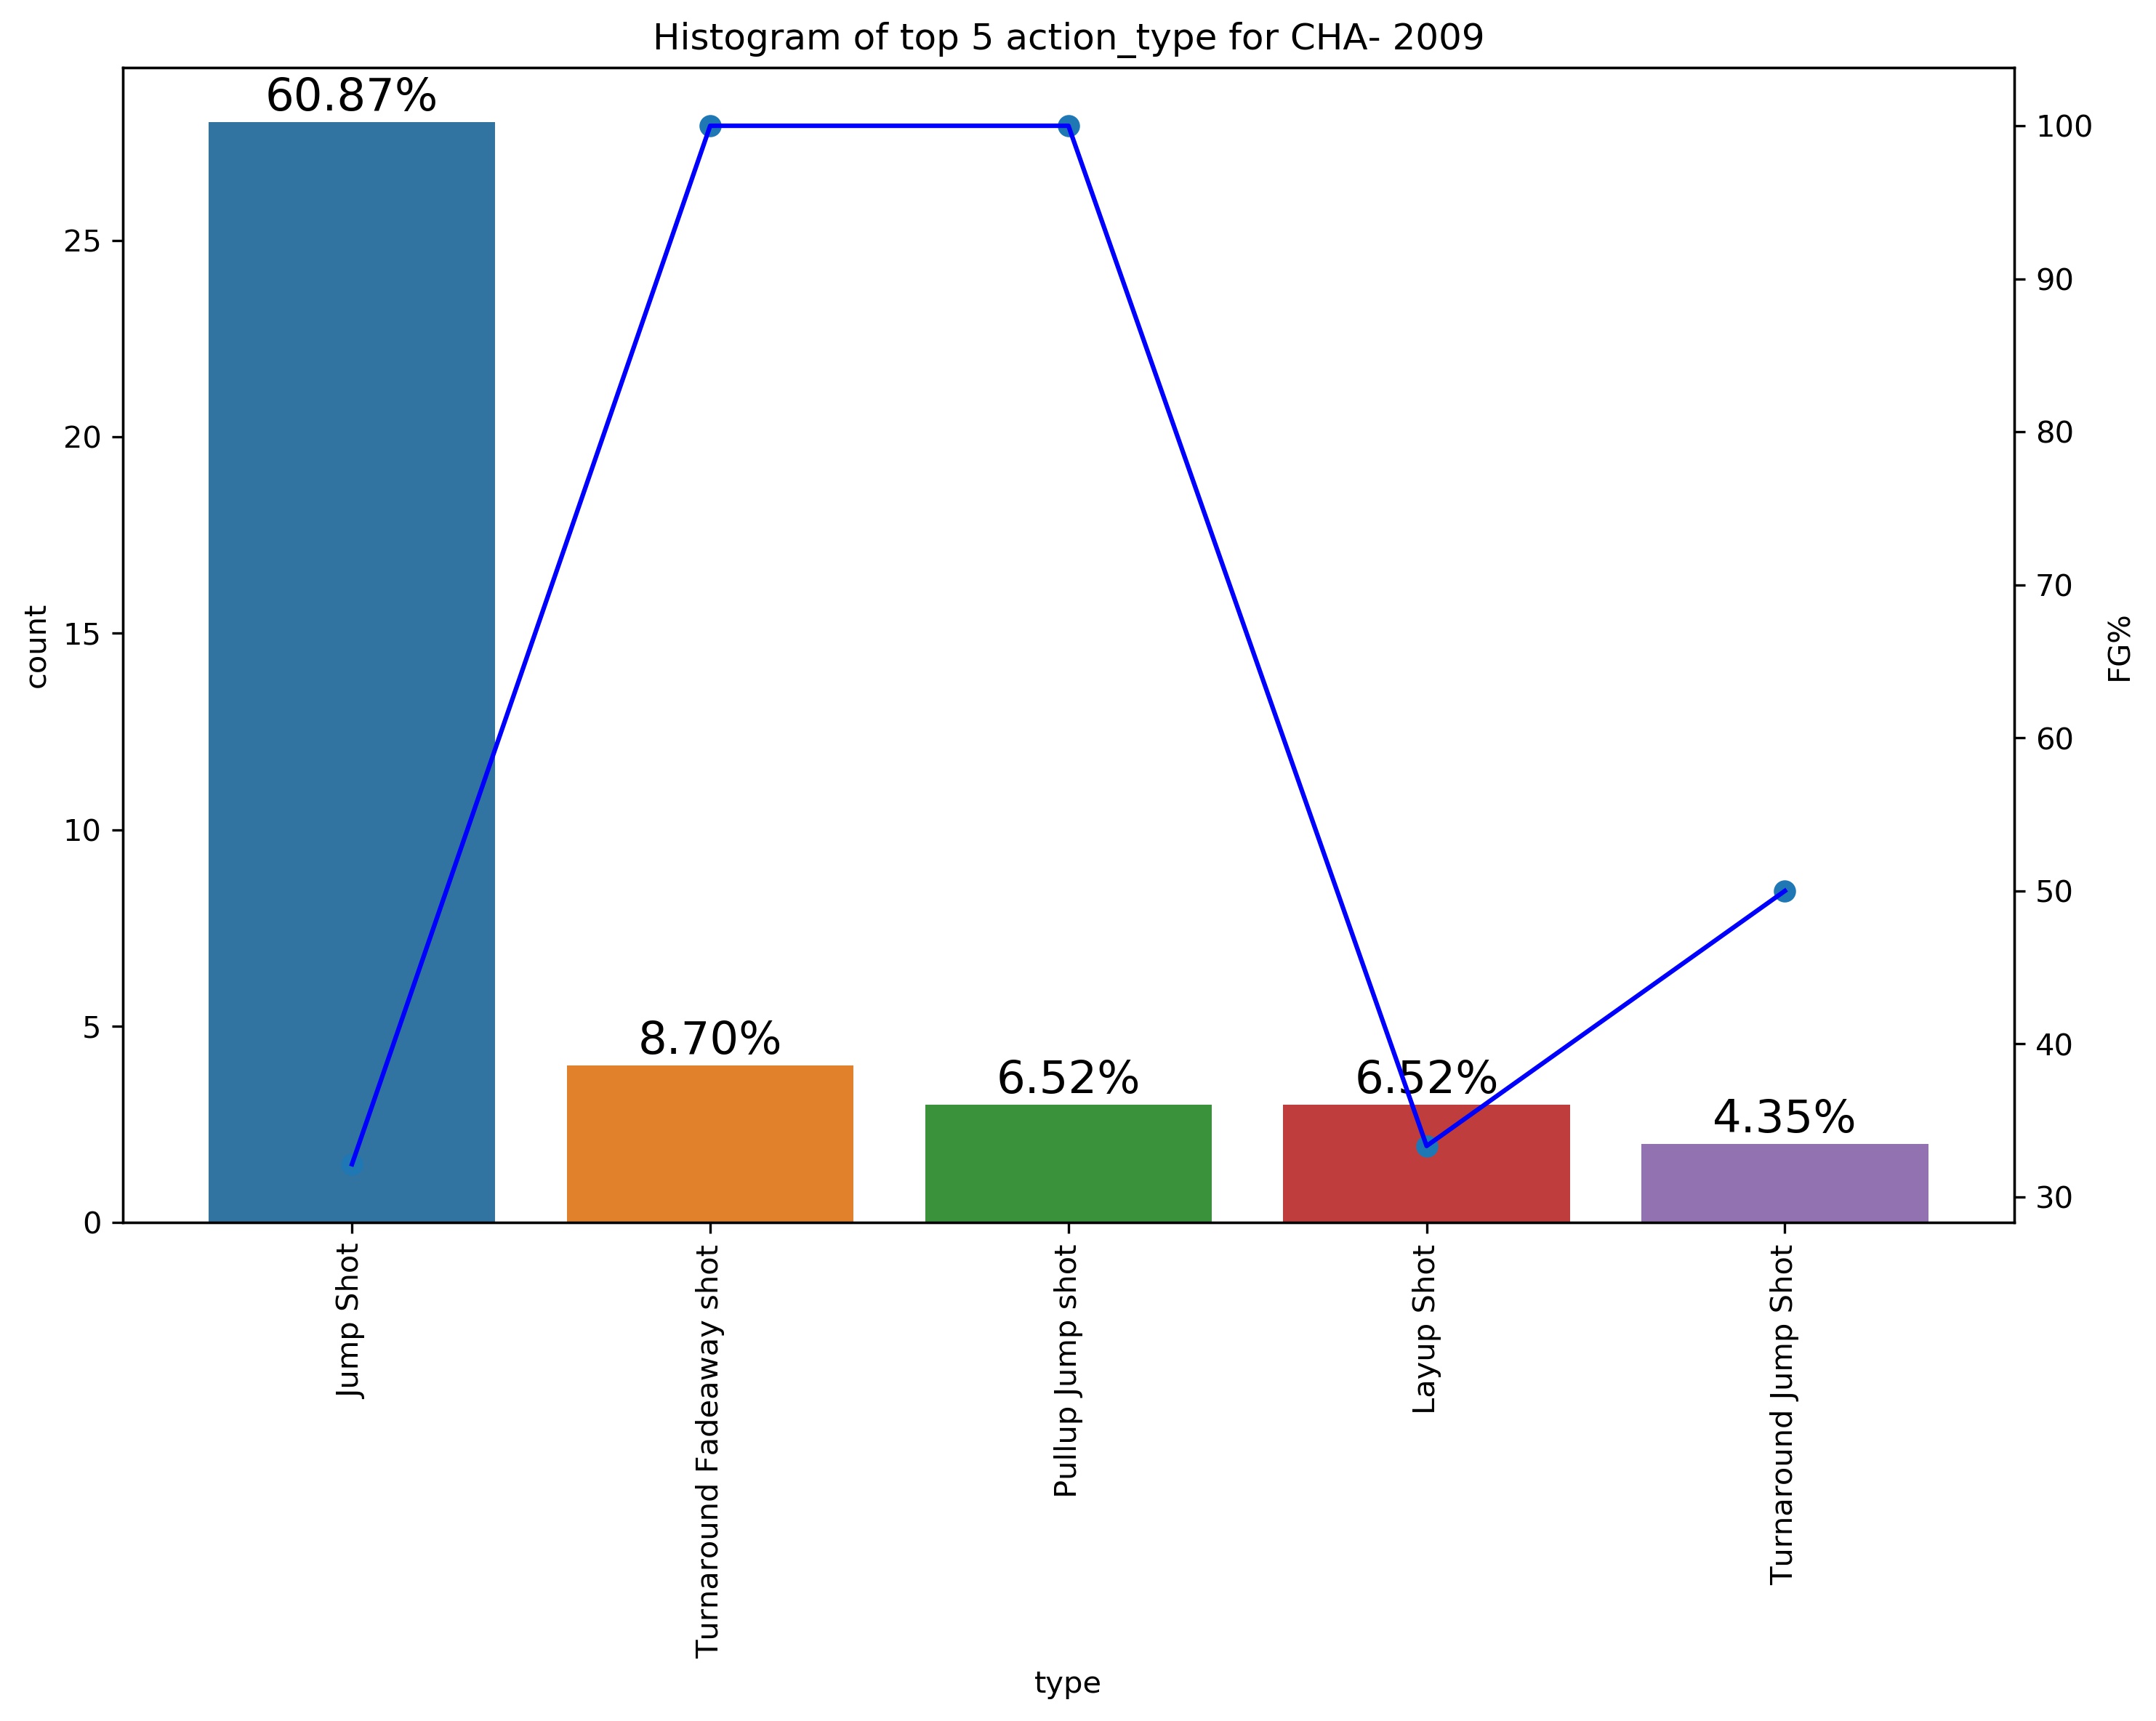 Histogram of top 5 action_type for CHA- 2009
60.87%
8.70%
6.52%
6.52%
4.35%
count
25
20
15
10
5
0
100
90
80
70
60
50
40
30
FG%
Jump Shot
Turnaround Fadeaway shot
Pullup Jump shot
Layup Shot
Turnaround Jump Shot
type